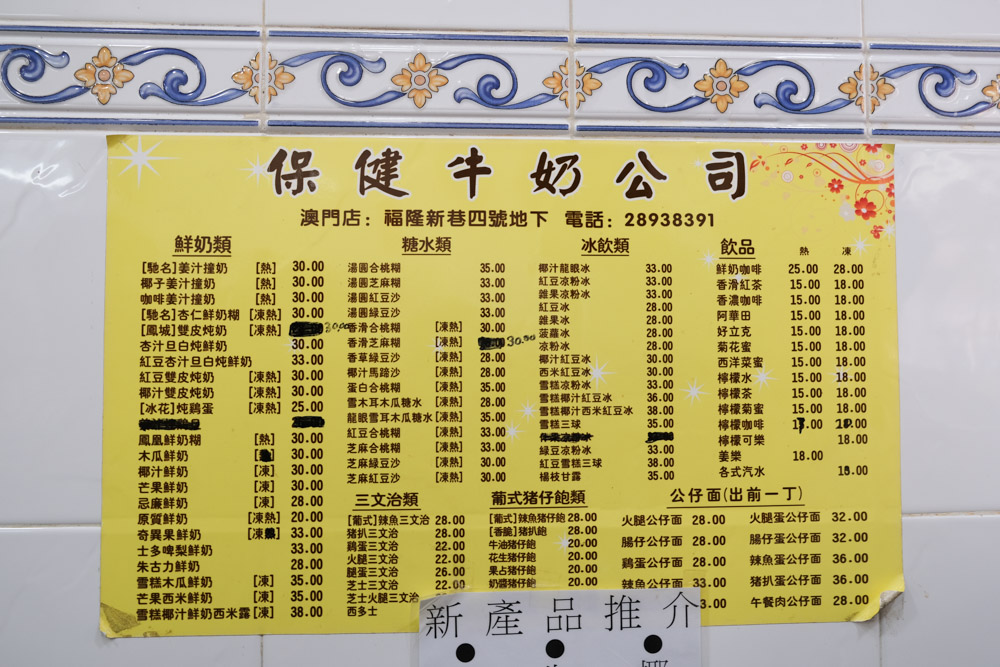 保健牛奶公司
澳門店：福隆新巷四號地下 電話：28938391
鮮奶類
[馳名]姜汁撞奶 [熱] 30.00
椰子姜汁撞奶 [熱] 30.00
咖啡姜汁撞奶 [熱] 30.00
[馳名]杏仁鮮奶糊 [凍熱] 30.00
[鳳城]雙皮炖奶 [凍熱] 30.00
杏汁旦白炖鮮奶 30.00
紅豆杏汁旦白炖鮮奶 33.00
紅豆雙皮炖奶 [凍熱] 30.00
椰汁雙皮炖奶 [凍熱] 30.00
[冰花]炖鷄蛋 [凍熱] 25.00
鳳凰鮮奶糊 [熱] 30.00
木瓜鮮奶 30.00
椰汁鮮奶 [凍] 30.00
芒果鮮奶 [凍] 30.00
忌廉鮮奶 [凍] 28.00
原質鮮奶 [凍熱] 20.00
奇異果鮮奶 [凍] 33.00
士多啤梨鮮奶 33.00
朱古力鮮奶 28.00
雪糕木瓜鮮奶 [凍] 35.00
芒果西米鮮奶 [凍] 35.00
雪糕椰汁鮮奶西米露 [凍] 38.00
糖水類
湯圓合桃糊 35.00
湯圓芝麻糊 33.00
湯圓紅豆沙 33.00
湯圓綠豆沙 33.00
香滑合桃糊 [凍熱] 30.00
香滑芝麻糊 [凍熱] 30.00
香草綠豆沙 [凍熱] 28.00
椰汁馬蹄沙 [凍熱] 28.00
蛋白合桃糊 [凍熱] 35.00
雪木耳木瓜糖水 [凍熱] 28.00
龍眼雪耳木瓜糖水 [凍熱] 35.00
紅豆合桃糊 [凍熱] 33.00
芝麻合桃糊 [凍熱] 33.00
芝麻綠豆沙 [凍熱] 30.00
芝麻紅豆沙 [凍熱] 30.00
冰飲類
椰汁龍眼冰 33.00
紅豆凉粉冰 33.00
雜果凉粉冰 33.00
紅豆冰 28.00
雜果冰 28.00
菠蘿冰 28.00
凉粉冰 28.00
椰汁紅豆冰 30.00
西米紅豆冰 30.00
雪糕凉粉冰 33.00
雪糕椰汁紅豆冰 36.00
雪糕椰汁西米紅豆冰 38.00
雪糕三球 35.00
綠豆凉粉冰 33.00
紅豆雪糕三球 38.00
楊枝甘露 35.00
飲品 熱 凍
鮮奶咖啡 25.00 28.00
香滑紅茶 15.00 18.00
香濃咖啡 15.00 18.00
阿華田 15.00 18.00
好立克 15.00 18.00
菊花蜜 15.00 18.00
西洋菜蜜 15.00 18.00
檸檬水 15.00 18.00
檸檬茶 15.00 18.00
檸檬菊蜜 15.00 18.00
檸檬咖啡
檸檬可樂 18.00
姜樂 18.00
各式汽水
三文治類
[葡式]辣魚三文治 28.00
豬扒三文治 28.00
鷄蛋三文治 22.00
火腿三文治 22.00
腿蛋三文治 26.00
芝士三文治 22.00
芝士火腿三文治
西多士
葡式豬仔飽類
[葡式]辣魚豬仔飽 28.00
[香脆]豬扒飽 28.00
牛油豬仔飽 20.00
花生豬仔飽 20.00
果占豬仔飽 20.00
奶醬豬仔飽 20.00
公仔面(出前一丁)
火腿公仔面 28.00 火腿蛋公仔面 32.00
腸仔公仔面 28.00 腸仔蛋公仔面 32.00
鷄蛋公仔面 28.00 辣魚蛋公仔面 36.00
辣魚公仔面 33.00 豬扒蛋公仔面 36.00
3.00 午餐肉公仔面 28.00
新產品推介